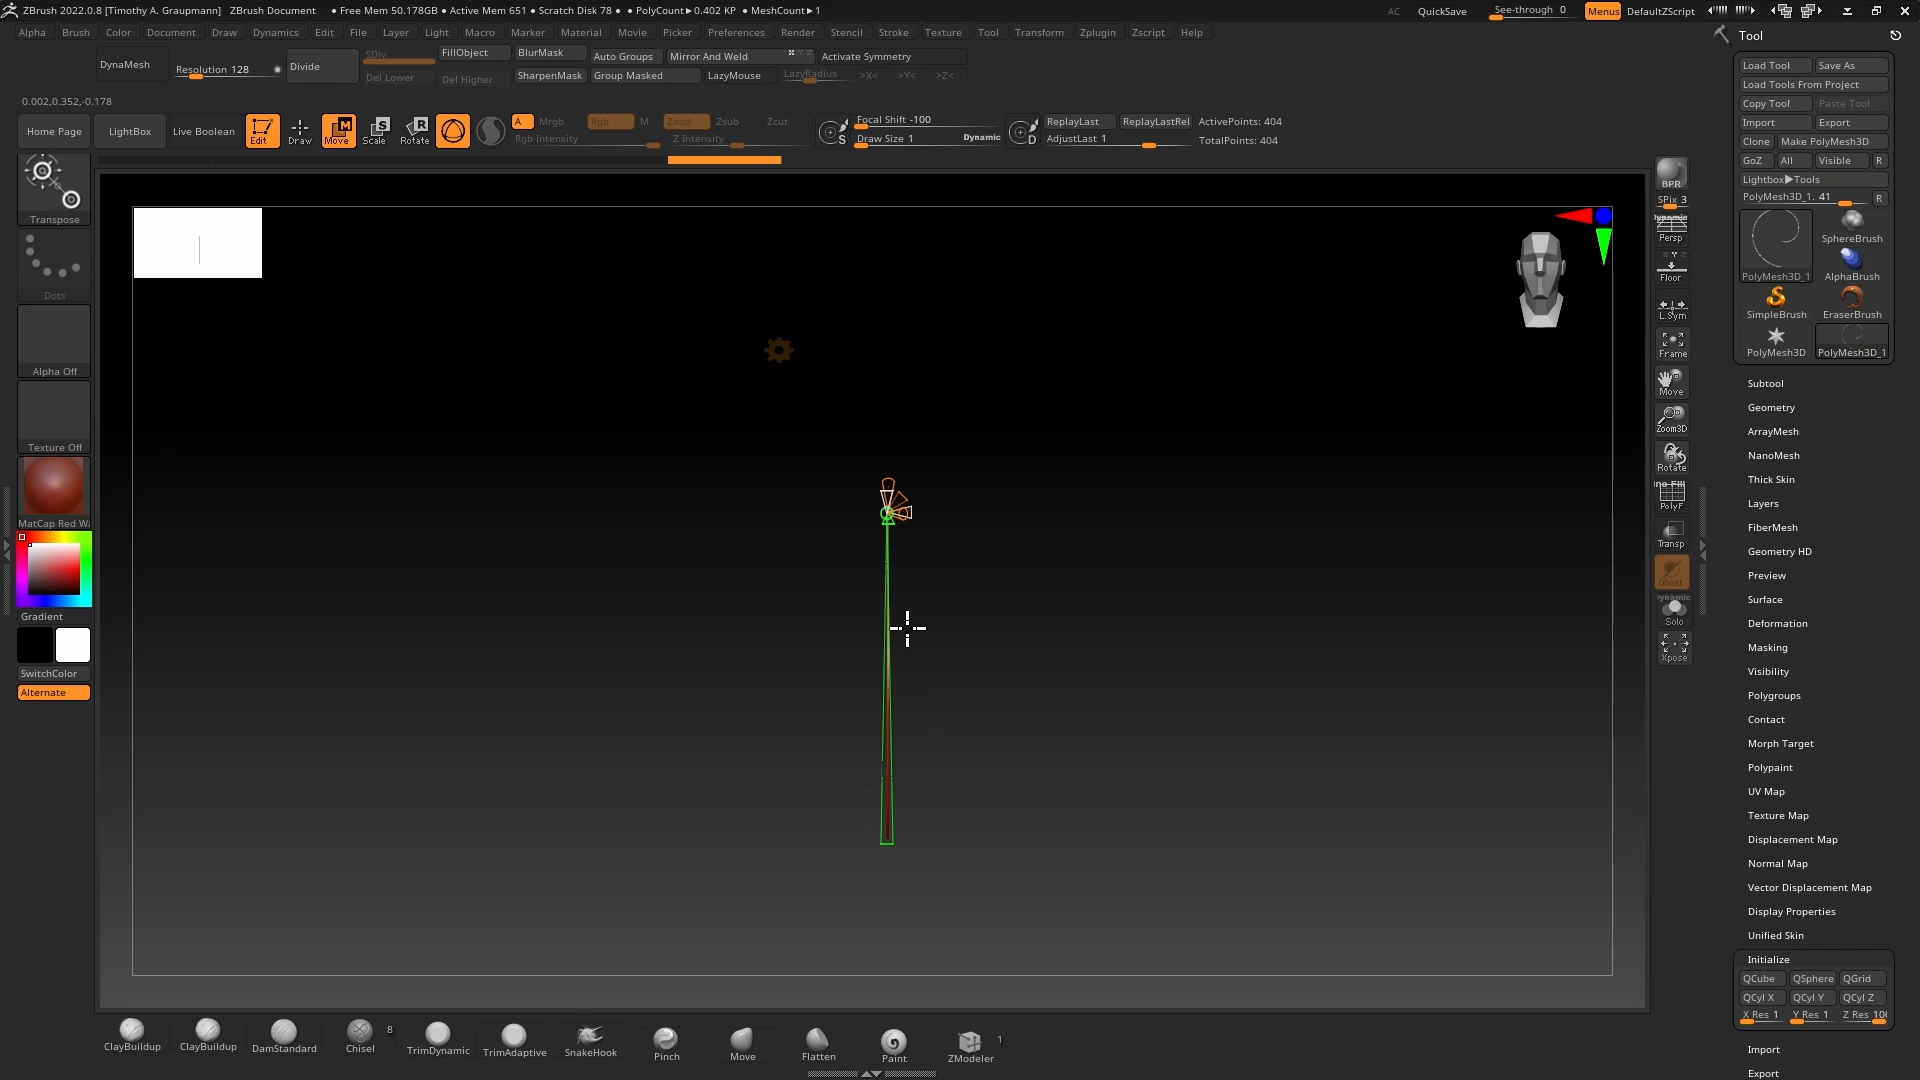 ZBrush 2022.0.8 [Timothy A. Graupmann] ZBrush Document ● Free Mem 50.178GB ● Active Mem 651 ● Scratch Disk 78 ● ● PolyCount▶0.402 KP ● MeshCount▶1 AC QuickSave See-through 0 Menus DefaultZScript
Alpha Brush Color Document Draw Dynamics Edit File Layer Light Macro Marker Material Movie Picker Preferences Render Stencil Stroke Texture Tool Transform Zplugin Zscript Help
DynaMesh Resolution 128 Divide SDiv FillObject BlurMask Auto Groups Mirror And Weld Activate Symmetry
Del Lower Del Higher SharpenMask Group Masked LazyMouse LazyRadius >X< >Y< >Z<
0.002,0.352,-0.178
Home Page LightBox Live Boolean Edit Draw Move Scale Rotate
A Mrgb Rgb M Zadd Zsub Zcut
Rgb Intensity Z Intensity
S Focal Shift -100
Draw Size 1 Dynamic
D ReplayLast ReplayLastRel ActivePoints: 404
AdjustLast 1 TotalPoints: 404
Transpose
Dots
Alpha Off
Texture Off
MatCap Red Wa
Gradient
SwitchColor
Alternate
BPR
SPix 3
Dynamic
Persp
Floor
L.Sym
Frame
Move
Zoom3D
Rotate
PolyF
Transp
Ghost
Dynamic
Solo
Xpose
Tool
Load Tool Save As
Load Tools From Project
Copy Tool Paste Tool
Import Export
Clone Make PolyMesh3D
GoZ All Visible R
Lightbox▶Tools
PolyMesh3D_1. 41 R
PolyMesh3D_1 SphereBrush
AlphaBrush
SimpleBrush EraserBrush
PolyMesh3D PolyMesh3D_1
Subtool
Geometry
ArrayMesh
NanoMesh
Thick Skin
Layers
FiberMesh
Geometry HD
Preview
Surface
Deformation
Masking
Visibility
Polygroups
Contact
Morph Target
Polypaint
UV Map
Texture Map
Displacement Map
Normal Map
Vector Displacement Map
Display Properties
Unified Skin
Initialize
QCube QSphere QGrid
QCyl X QCyl Y QCyl Z
X Res 1 Y Res 1 Z Res 100
Import
Export
ClayBuildup ClayBuildup DamStandard Chisel 8 TrimDynamic TrimAdaptive SnakeHook Pinch Move Flatten Paint ZModeler 1